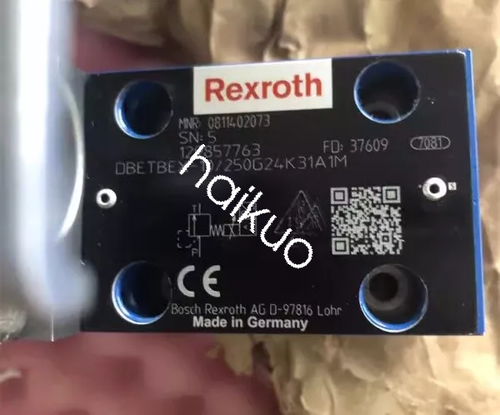 Rexroth
MNR: 0811402073
SN: 5
FD: 37609
7081
haikuo
CE
Bosch Rexroth AG D-97816 Lohr
Made in Germany